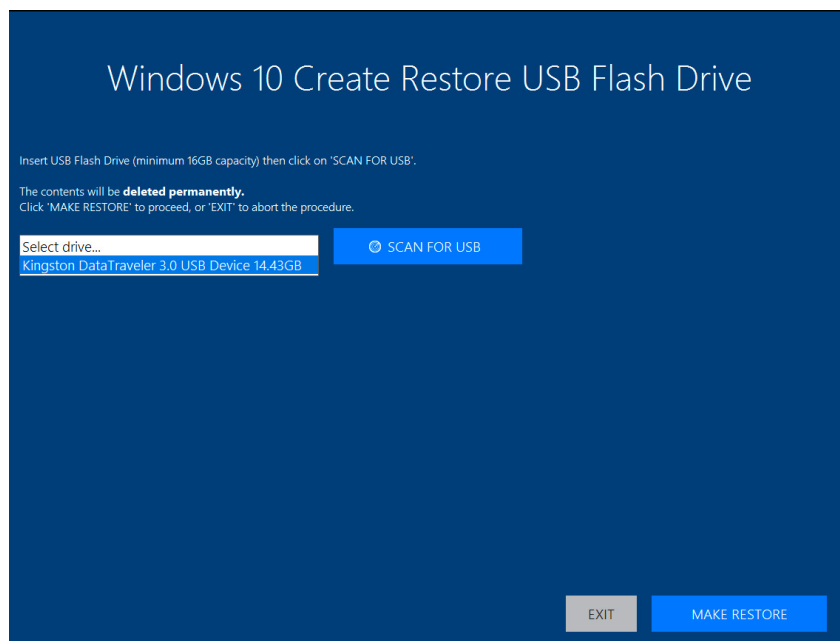 Windows 10 Create Restore USB Flash Drive
Insert USB Flash Drive (minimum 16GB capacity) then click on 'SCAN FOR USB'.
The contents will be deleted permanently.
Click 'MAKE RESTORE' to proceed, or 'EXIT' to abort the procedure.
Select drive...
SCAN FOR USB
Kingston DataTraveler 3.0 USB Device 14.43GB
EXIT
MAKE RESTORE